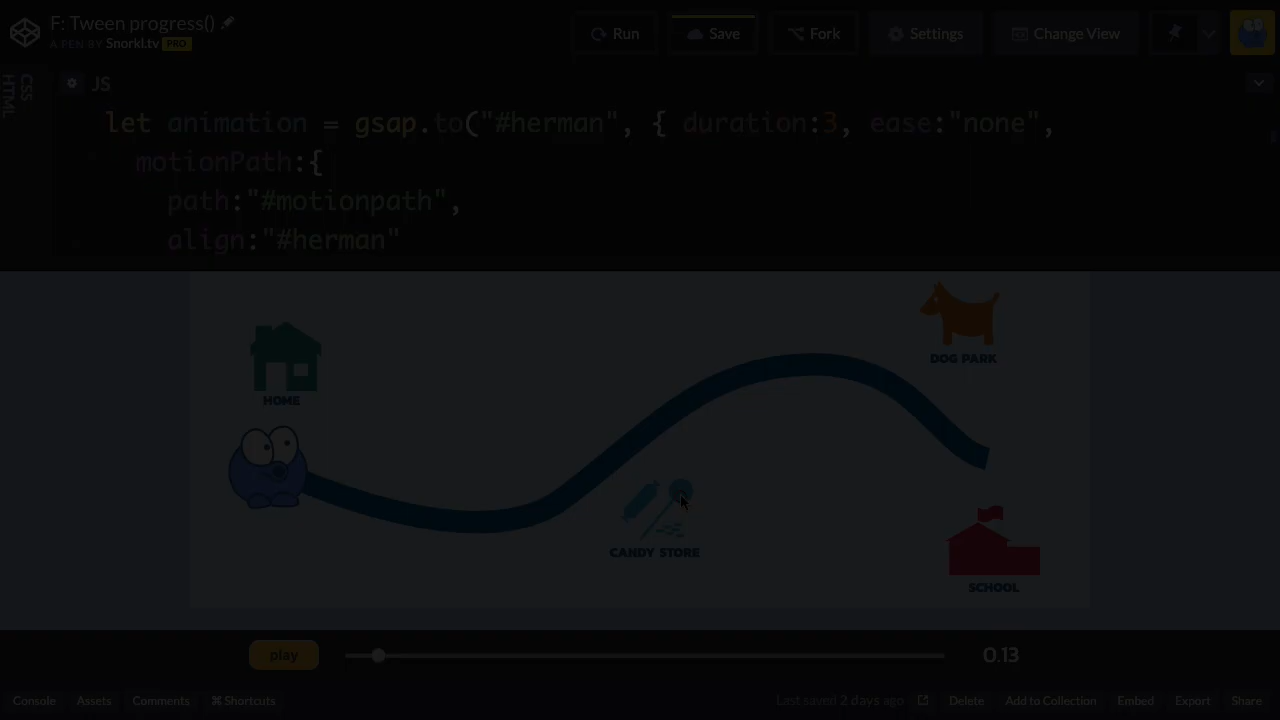 F: Tween progress()
A PEN BY Snorkl.tv PRO
Run
Save
Fork
Settings
Change View
HTML
CSS
JS
let animation = gsap.to("#herman", { duration:3, ease:"none",
motionPath:{
path:"#motionpath",
align:"#herman"
HOME
DOG PARK
CANDY STORE
SCHOOL
play
0.13
Console
Assets
Comments
⌘ Shortcuts
Last saved 2 days ago
Delete
Add to Collection
Embed
Export
Share